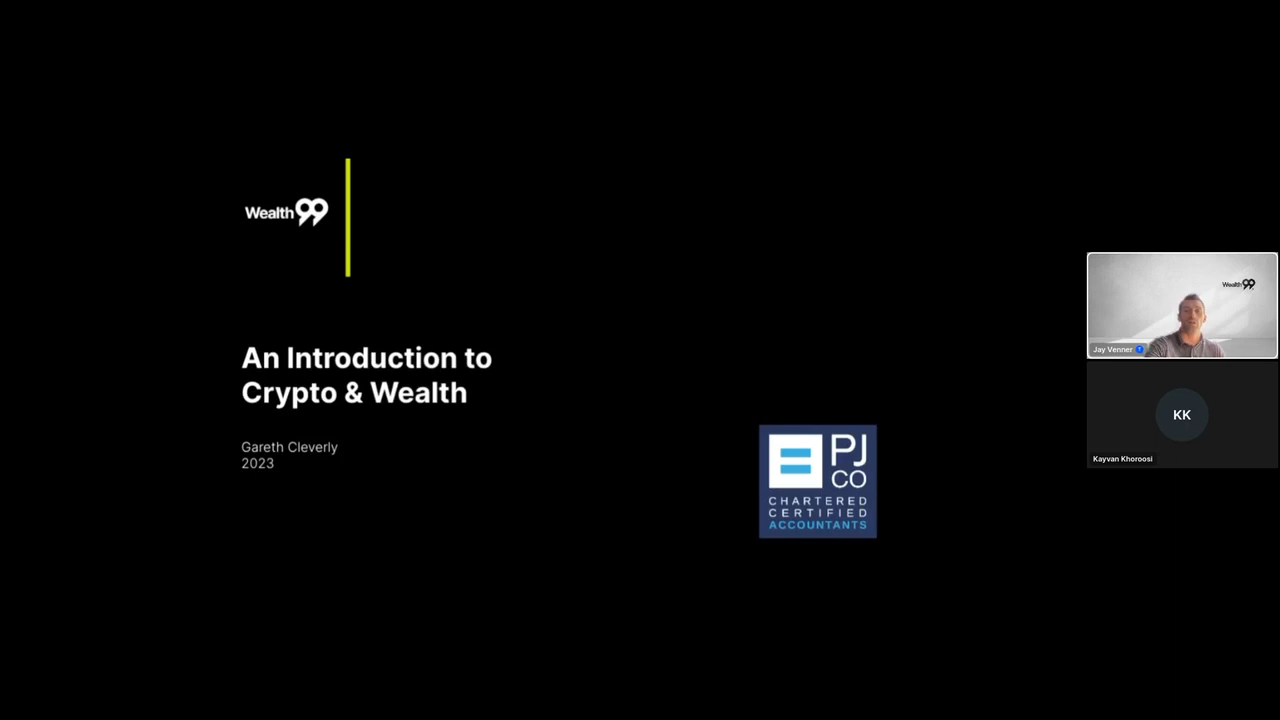 Wealth99
An Introduction to
Crypto & Wealth
Gareth Cleverly
2023
PJ
CO
CHARTERED
CERTIFIED
ACCOUNTANTS
Wealth99
Jay Venner
KK
Kayvan Khoroosi